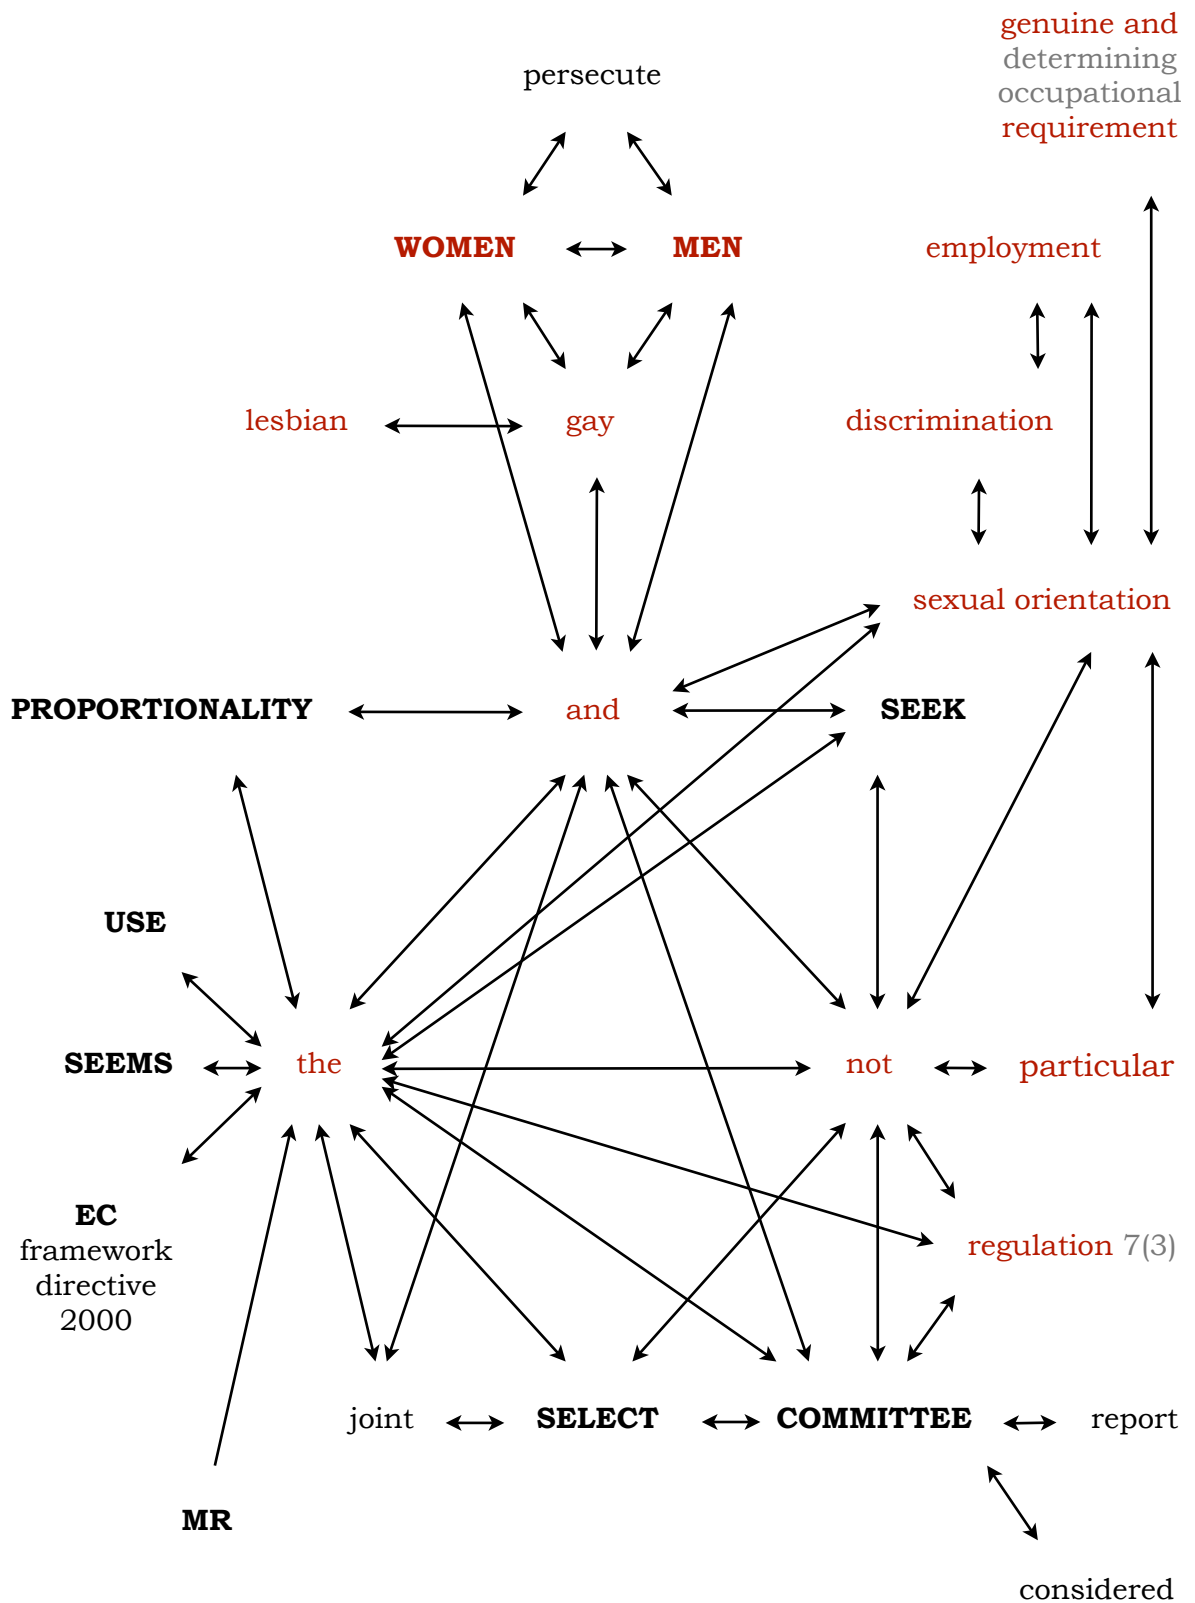 genuine and
determining
occupational
requirement
persecute
WOMEN
MEN
employment
lesbian
gay
discrimination
sexual orientation
PROPORTIONALITY
and
SEEK
USE
SEEMS
the
not
particular
EC
framework
directive
2000
regulation 7(3)
joint
SELECT
COMMITTEE
report
MR
considered